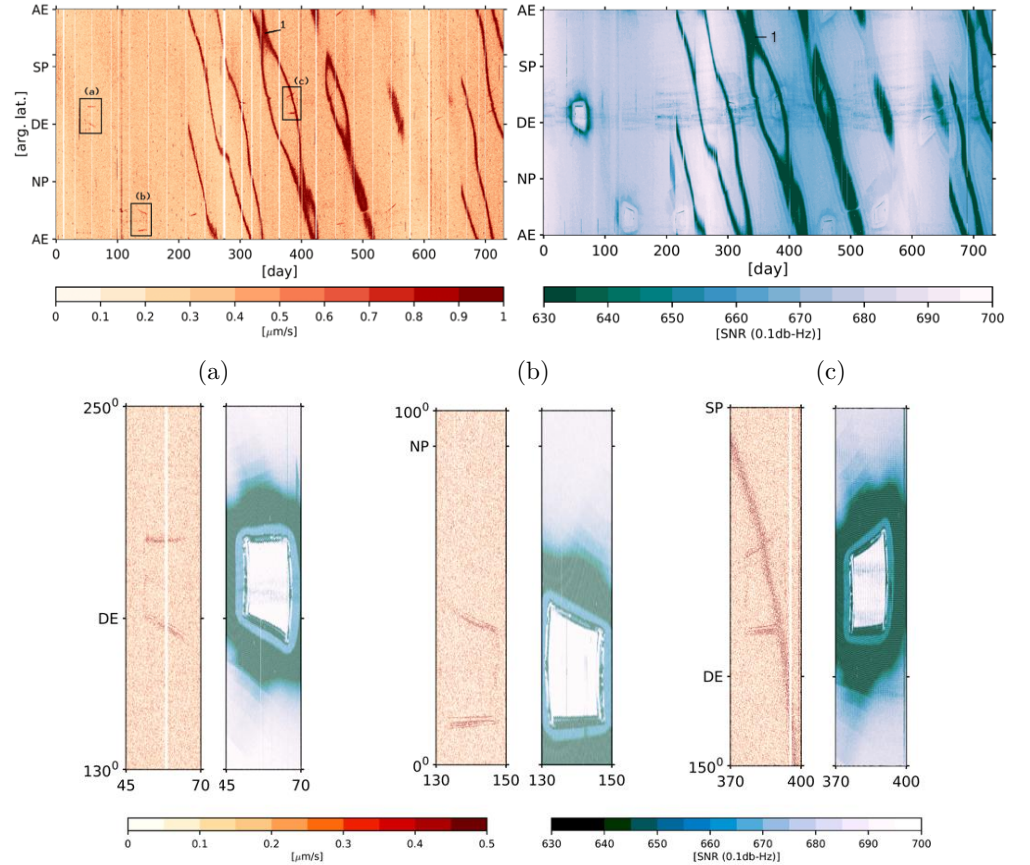 AE
SP
DE
NP
AE
[arg. lat.]
1
(a)
(b)
(c)
0 100 200 300 400 500 600 700
[day]
0 0.1 0.2 0.3 0.4 0.5 0.6 0.7 0.8 0.9 1
[μm/s]
AE
SP
DE
NP
AE
1
0 100 200 300 400 500 600 700
[day]
630 640 650 660 670 680 690 700
[SNR (0.1db-Hz)]
(a) (b) (c)
250⁰
DE
130⁰
45 70 45 70
100⁰
NP
0⁰
130 150 130 150
SP
DE
150⁰
370 400 370 400
0 0.1 0.2 0.3 0.4 0.5
[μm/s]
630 640 650 660 670 680 690 700
[SNR (0.1db-Hz)]